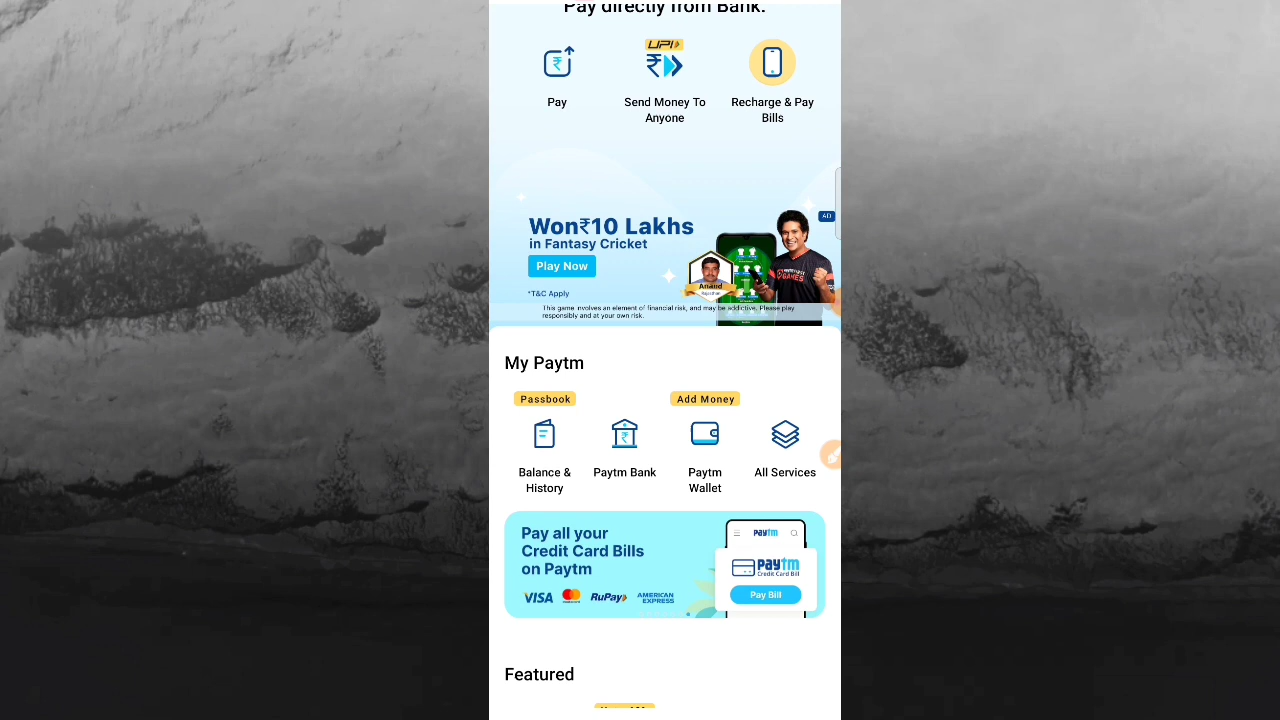 Pay directly from Bank.
UPI
Pay
Send Money To
Anyone
Recharge & Pay
Bills
AD
Won₹10 Lakhs
in Fantasy Cricket
Play Now
GAMES
Anand
Rajasthan
*T&C Apply
This game involves an element of financial risk, and may be addictive. Please play
responsibly and at your own risk.
My Paytm
Passbook
Add Money
Balance &
History
Paytm Bank
Paytm
Wallet
All Services
Pay all your
Credit Card Bills
on Paytm
VISA
RuPay
AMERICAN
EXPRESS
paytm
paytm
Credit Card Bill
Pay Bill
Featured